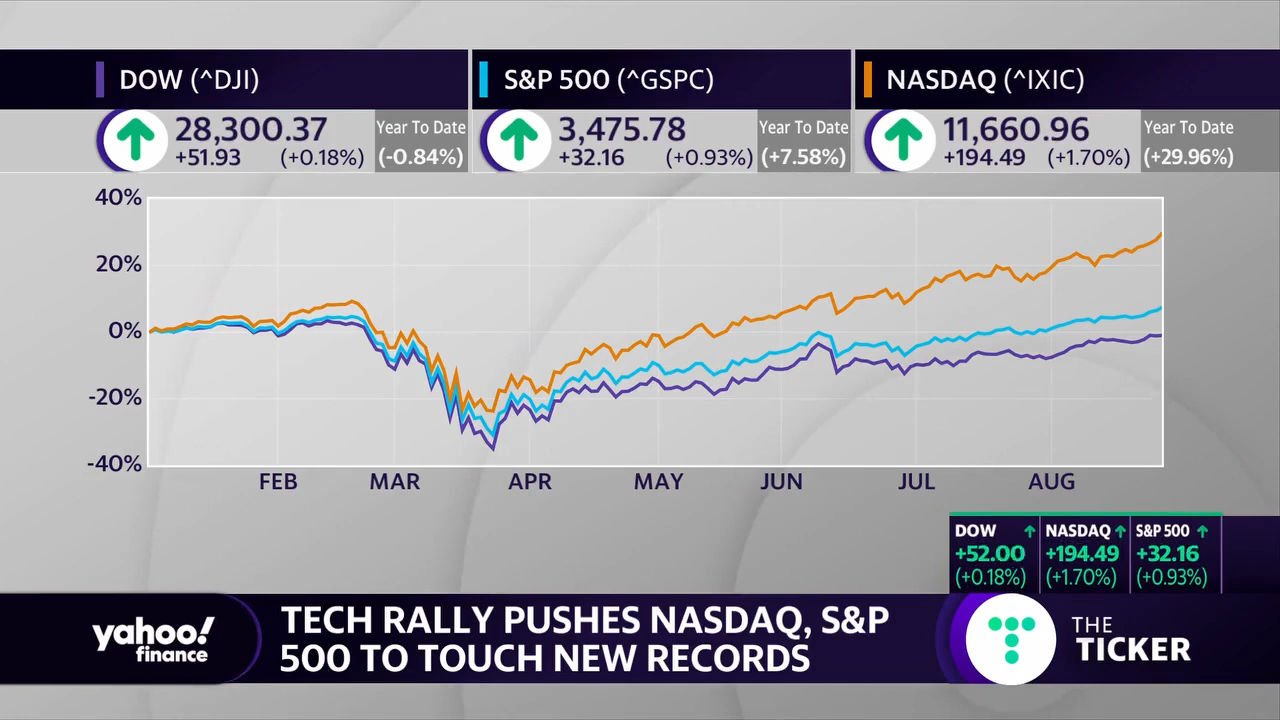 DOW (^DJI)
28,300.37
+51.93 (+0.18%)
Year To Date
(-0.84%)
S&P 500 (^GSPC)
3,475.78
+32.16 (+0.93%)
Year To Date
(+7.58%)
NASDAQ (^IXIC)
11,660.96
+194.49 (+1.70%)
Year To Date
(+29.96%)
40%
20%
0%
-20%
-40%
FEB MAR APR MAY JUN JUL AUG
DOW NASDAQ S&P 500
+52.00 +194.49 +32.16
(+0.18%) (+1.70%) (+0.93%)
yahoo!
finance
TECH RALLY PUSHES NASDAQ, S&P
500 TO TOUCH NEW RECORDS
THE
TICKER